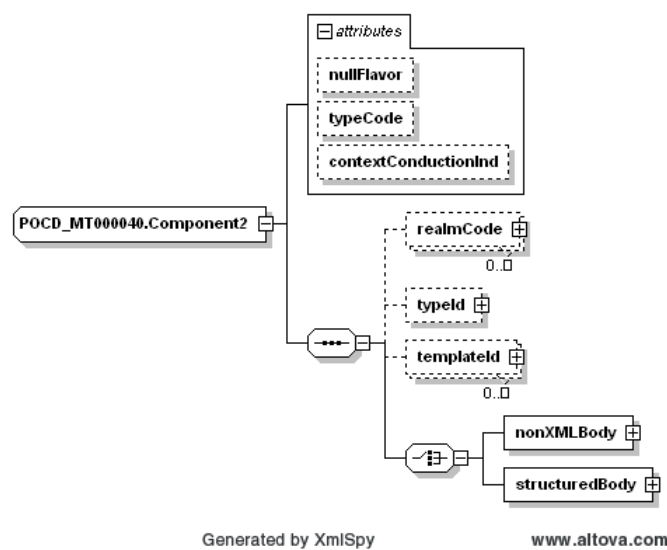 attributes
nullFlavor
typeCode
contextConductionInd
POCD_MT000040.Component2
realmCode
0..□
typeId
templateId
0..□
nonXMLBody
structuredBody
Generated by XmlSpy
www.altova.com